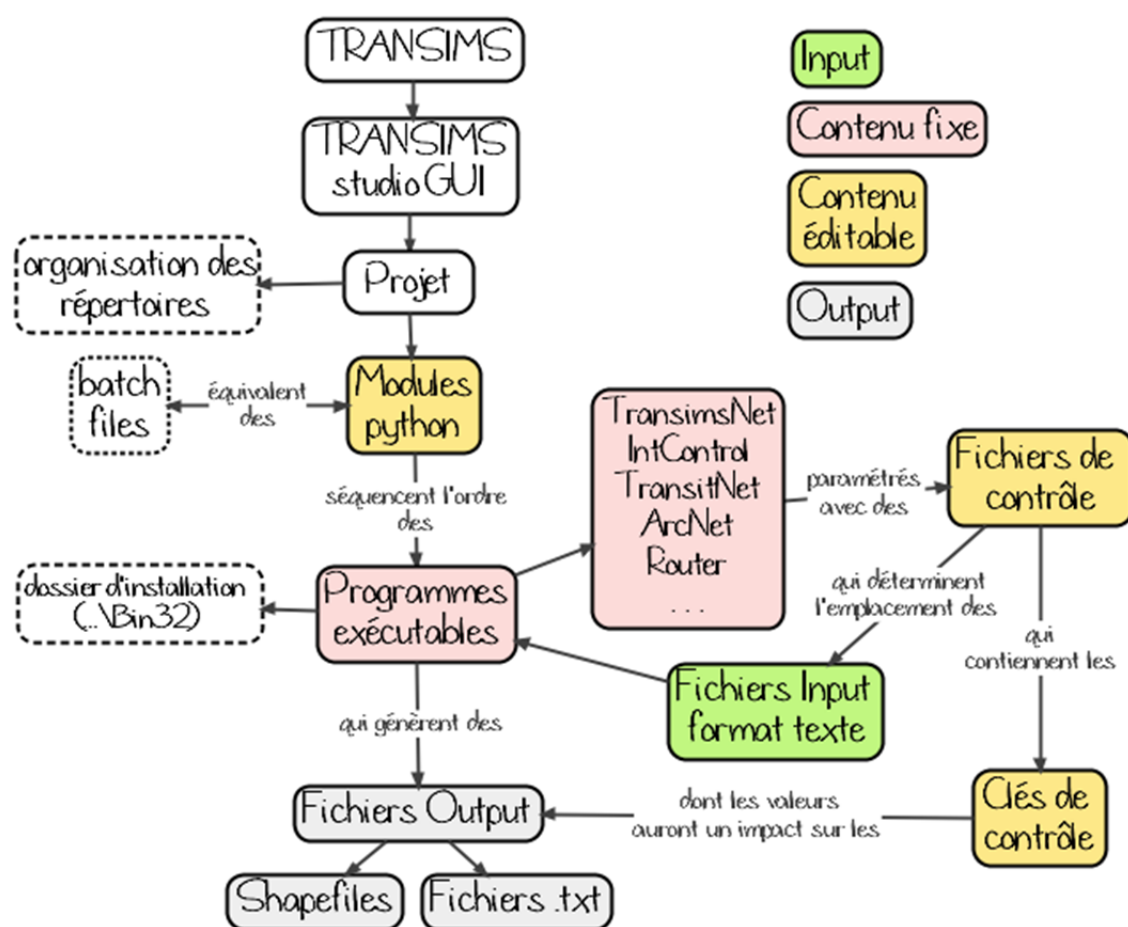 TRANSIMS
Input
Contenu fixe
TRANSIMS
studio GUI
Contenu
éditable
organisation des
répertoires
Projet
Output
batch
files
équivalent
des
Modules
python
TransimsNet
IntControl
TransitNet
ArcNet
Router
...
paramétrés
avec des
Fichiers de
contrôle
séquencent l'ordre
des
dossier d'installation
(..\Bin32)
Programmes
exécutables
qui déterminent
l'emplacement des
qui
contiennent les
Fichiers Input
format texte
qui génèrent des
Fichiers Output
dont les valeurs
auront un impact sur les
Clés de
contrôle
Shapefiles
Fichiers .txt